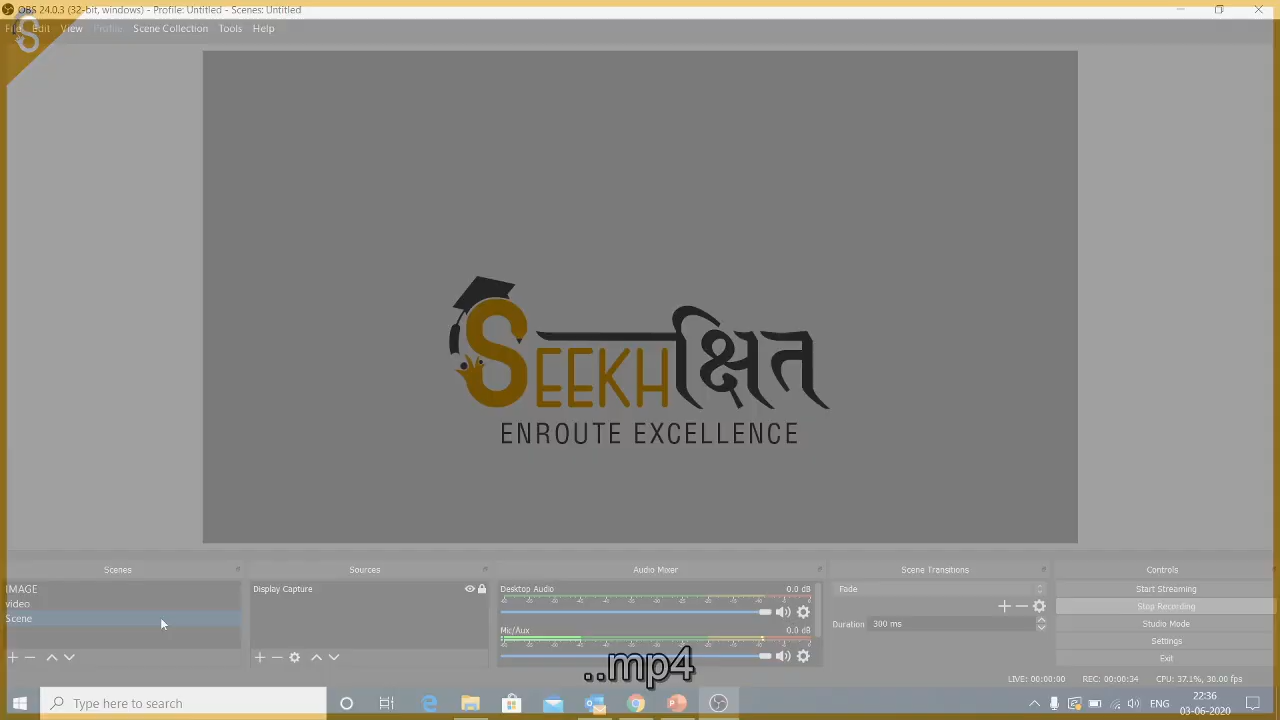 OBS 24.0.3 (32-bit, windows) - Profile: Untitled - Scenes: Untitled
File Edit View Profile Scene Collection Tools Help
SEEKHक्षित
ENROUTE EXCELLENCE
Scenes
IMAGE
video
Scene
Sources
Display Capture
Audio Mixer
Desktop Audio 0.0 dB
Mic/Aux 0.0 dB
Scene Transitions
Fade
Duration 300 ms
Controls
Start Streaming
Stop Recording
Studio Mode
Settings
Exit
..mp4
LIVE: 00:00:00 REC: 00:00:34 CPU: 37.1%, 30.00 fps
Type here to search
22:36
03-06-2020